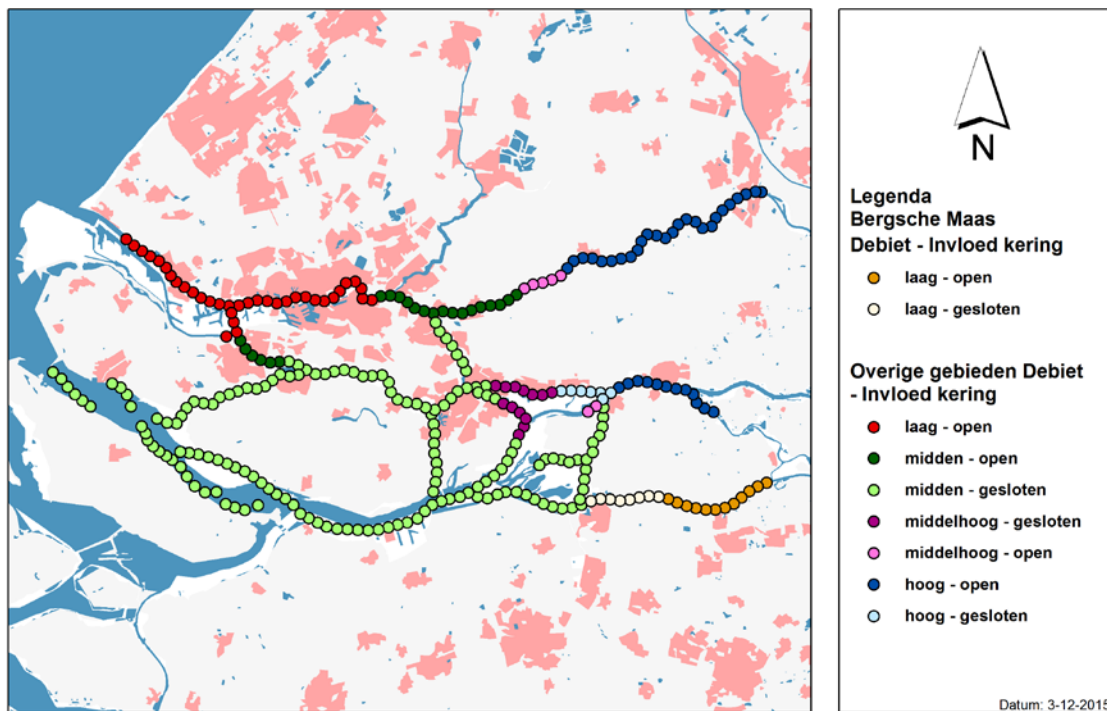 N
Legenda
Bergsche Maas
Debiet - Invloed kering
laag - open
laag - gesloten
Overige gebieden Debiet
- Invloed kering
laag - open
midden - open
midden - gesloten
middelhoog - gesloten
middelhoog - open
hoog - open
hoog - gesloten
Datum: 3-12-2015